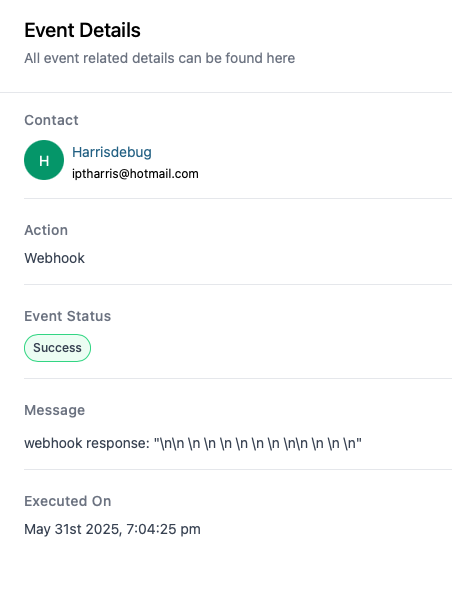 Event Details
All event related details can be found here
Contact
H
Harrisdebug
iptharris@hotmail.com
Action
Webhook
Event Status
Success
Message
webhook response: "\n\n \n \n \n \n \n \n \n\n \n \n \n"
Executed On
May 31st 2025, 7:04:25 pm